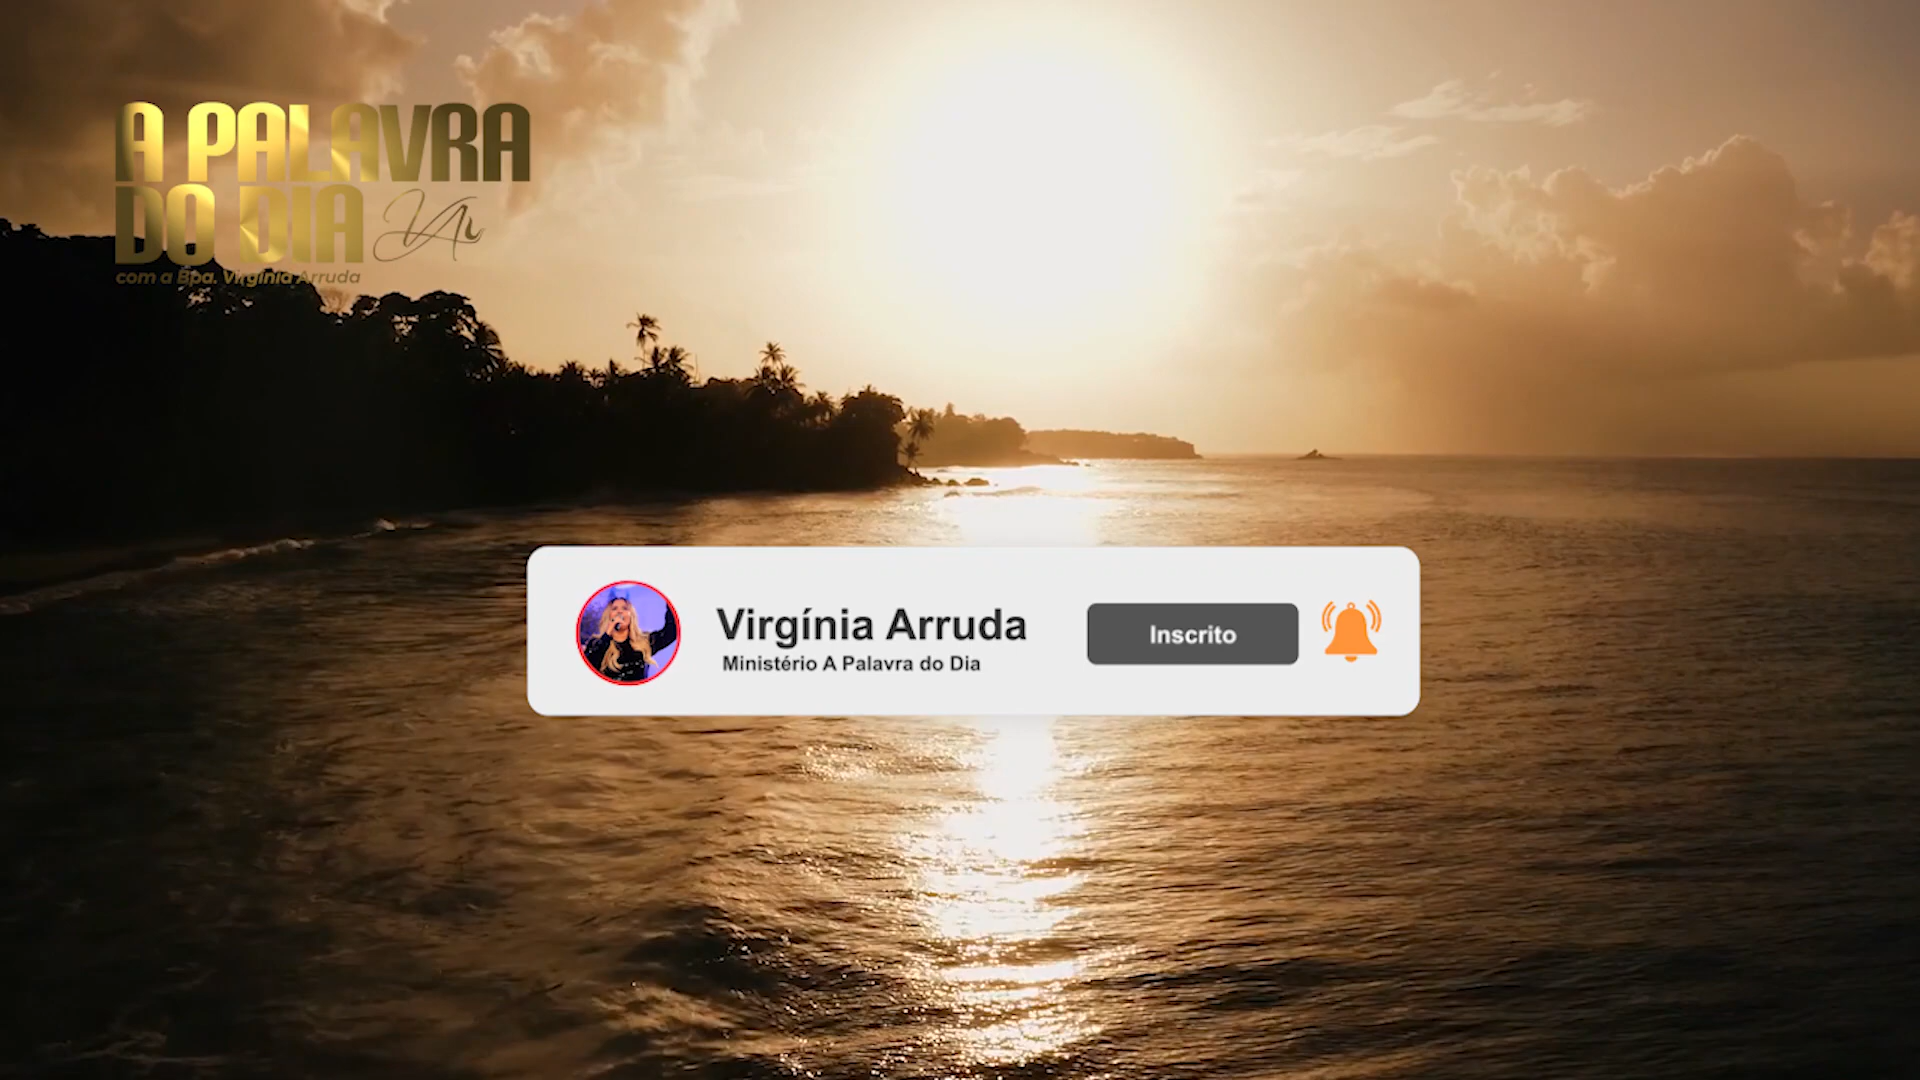 A PALAVRA
DO DIA
com a Bpa. Virgínia Arruda
Virgínia Arruda
Ministério A Palavra do Dia
Inscrito